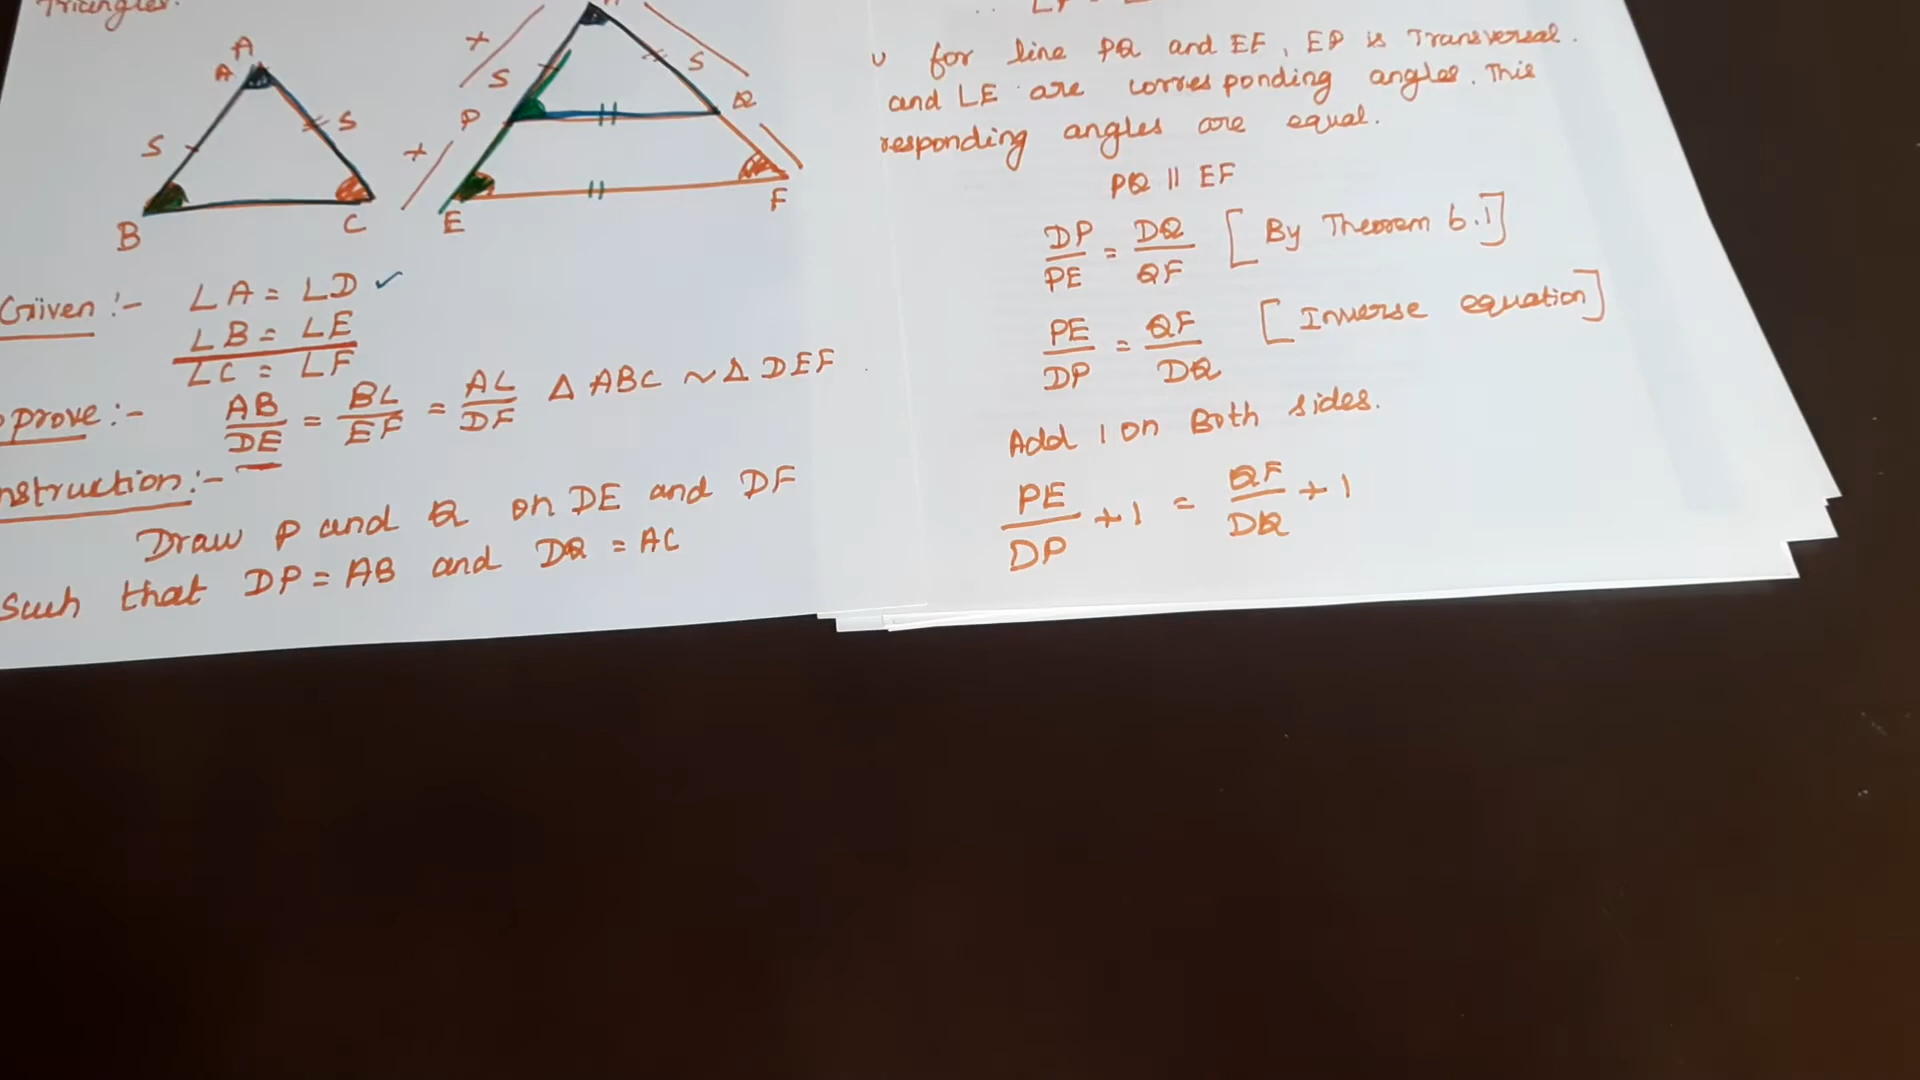 Triangles.
A
A
S
S
B
C
+
S
S
P
Q
+
E
F
Given :- ∠A = ∠D ✓
∠B = ∠E
∠C = ∠F
prove :- AB/DE = BC/EF = AC/DF Δ ABC ~ Δ DEF
nstruction :-
Draw P and Q on DE and DF
Such that DP = AB and DQ = AC
for line PQ and EF, EP is Transversal.
and ∠E are corresponding angles. This
responding angles are equal.
PQ || EF
DP/PE = DQ/QF [By Theorem 6.1]
PE/DP = QF/DQ [Inverse equation]
Add 1 on Both sides.
PE/DP + 1 = QF/DQ + 1